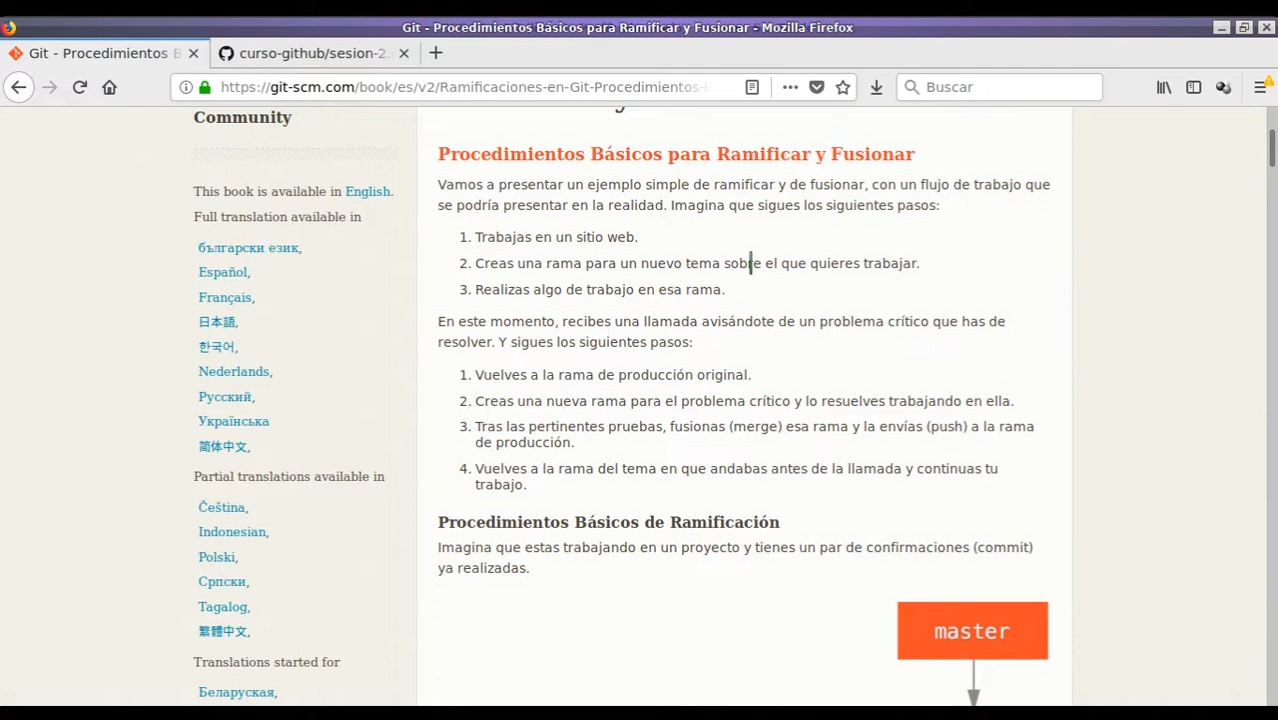 Git - Procedimientos Básicos para Ramificar y Fusionar - Mozilla Firefox
Git - Procedimientos B
curso-github/sesion-2.
https://git-scm.com/book/es/v2/Ramificaciones-en-Git-Procedimientos-
Buscar
Community
This book is available in English.
Full translation available in
български език,
Español,
Français,
日本語,
한국어,
Nederlands,
Русский,
Українська
简体中文,
Partial translations available in
Čeština,
Indonesian,
Polski,
Српски,
Tagalog,
繁體中文,
Translations started for
Беларуская,
Procedimientos Básicos para Ramificar y Fusionar
Vamos a presentar un ejemplo simple de ramificar y de fusionar, con un flujo de trabajo que
se podría presentar en la realidad. Imagina que sigues los siguientes pasos:
1. Trabajas en un sitio web.
2. Creas una rama para un nuevo tema sobre el que quieres trabajar.
3. Realizas algo de trabajo en esa rama.
En este momento, recibes una llamada avisándote de un problema crítico que has de
resolver. Y sigues los siguientes pasos:
1. Vuelves a la rama de producción original.
2. Creas una nueva rama para el problema crítico y lo resuelves trabajando en ella.
3. Tras las pertinentes pruebas, fusionas (merge) esa rama y la envías (push) a la rama
de producción.
4. Vuelves a la rama del tema en que andabas antes de la llamada y continuas tu
trabajo.
Procedimientos Básicos de Ramificación
Imagina que estas trabajando en un proyecto y tienes un par de confirmaciones (commit)
ya realizadas.
master